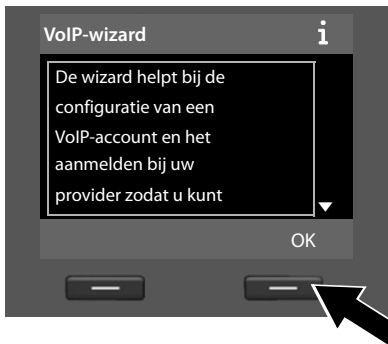 VoIP-wizard i
De wizard helpt bij de
configuratie van een
VoIP-account en het
aanmelden bij uw
provider zodat u kunt
OK